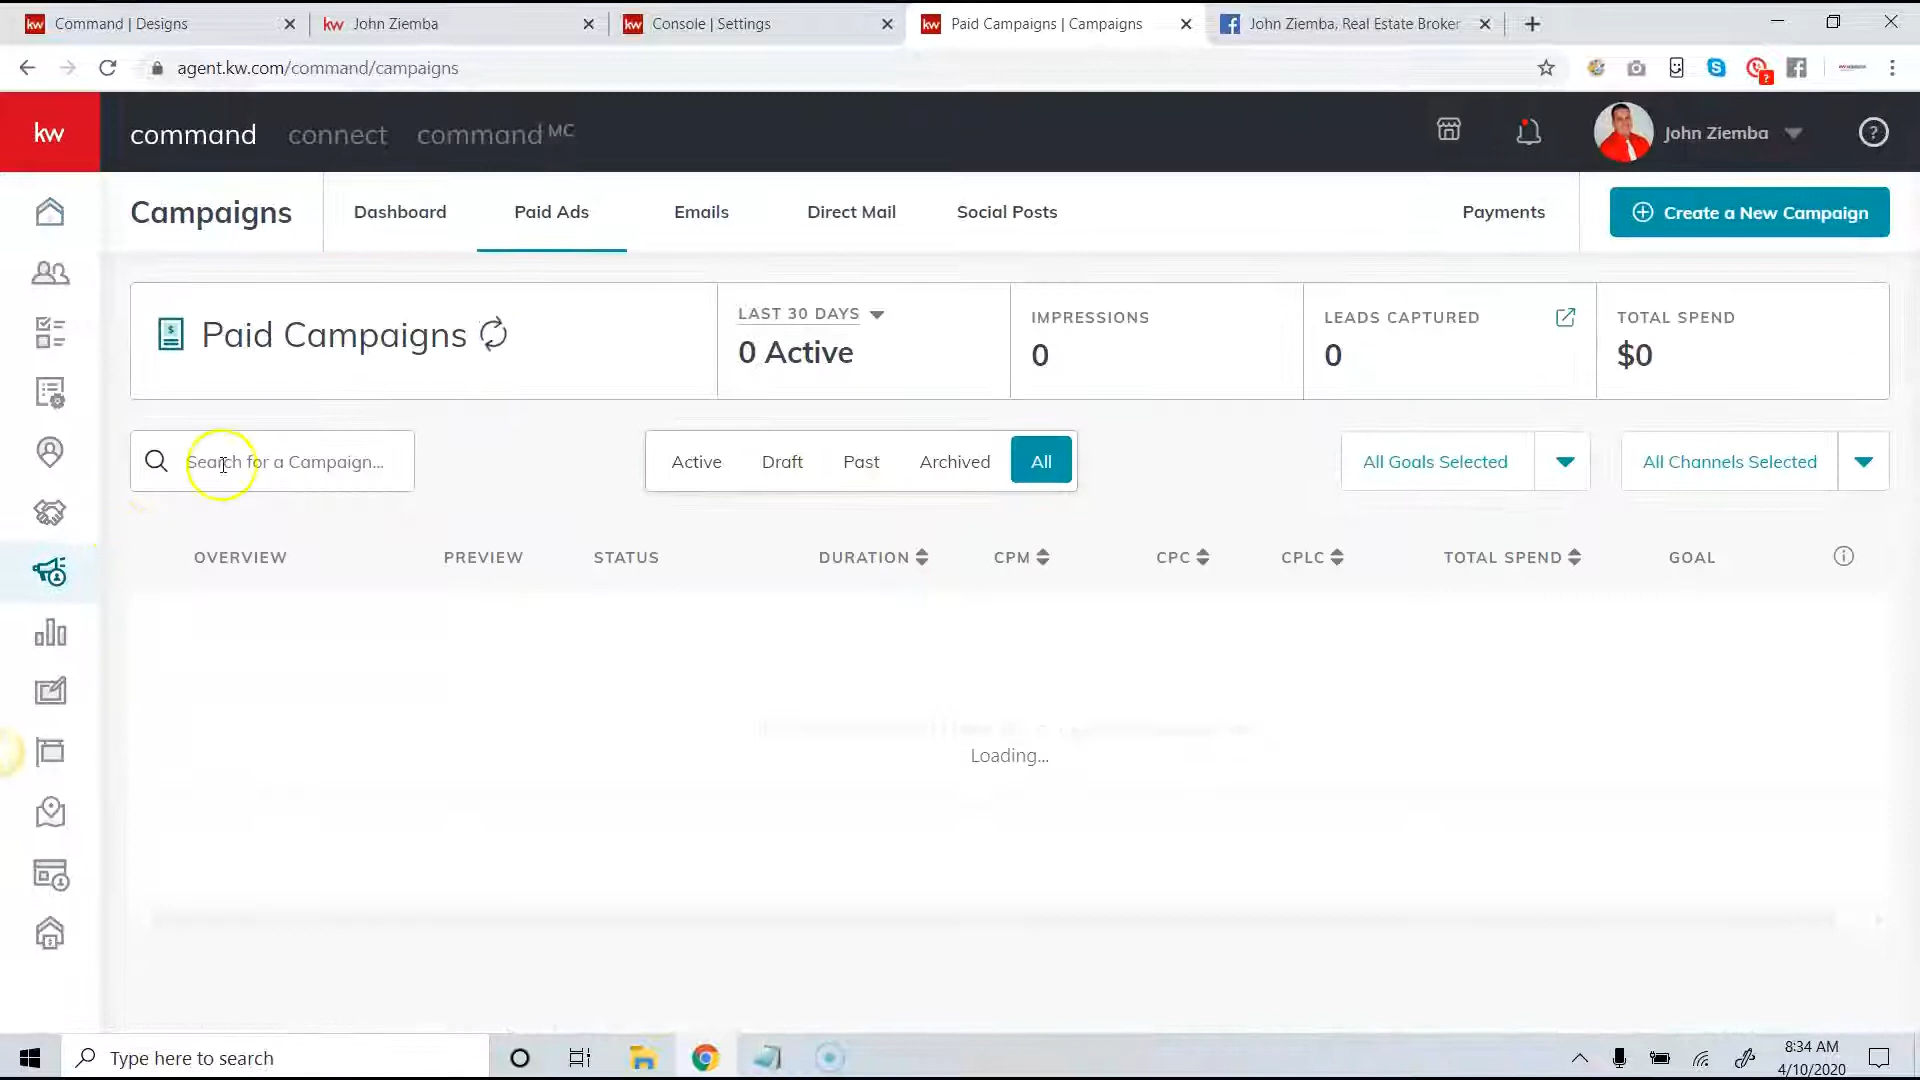 kw Command | Designs
kw John Ziemba
kw Console | Settings
kw Paid Campaigns | Campaigns
John Ziemba, Real Estate Broker
agent.kw.com/command/campaigns
kw command connect command MC
John Ziemba
Campaigns Dashboard Paid Ads Emails Direct Mail Social Posts Payments Create a New Campaign
Paid Campaigns
LAST 30 DAYS
0 Active
IMPRESSIONS
0
LEADS CAPTURED
0
TOTAL SPEND
$0
Search for a Campaign...
Active Draft Past Archived All
All Goals Selected
All Channels Selected
OVERVIEW PREVIEW STATUS DURATION CPM CPC CPLC TOTAL SPEND GOAL
Loading...
Type here to search
8:34 AM
4/10/2020